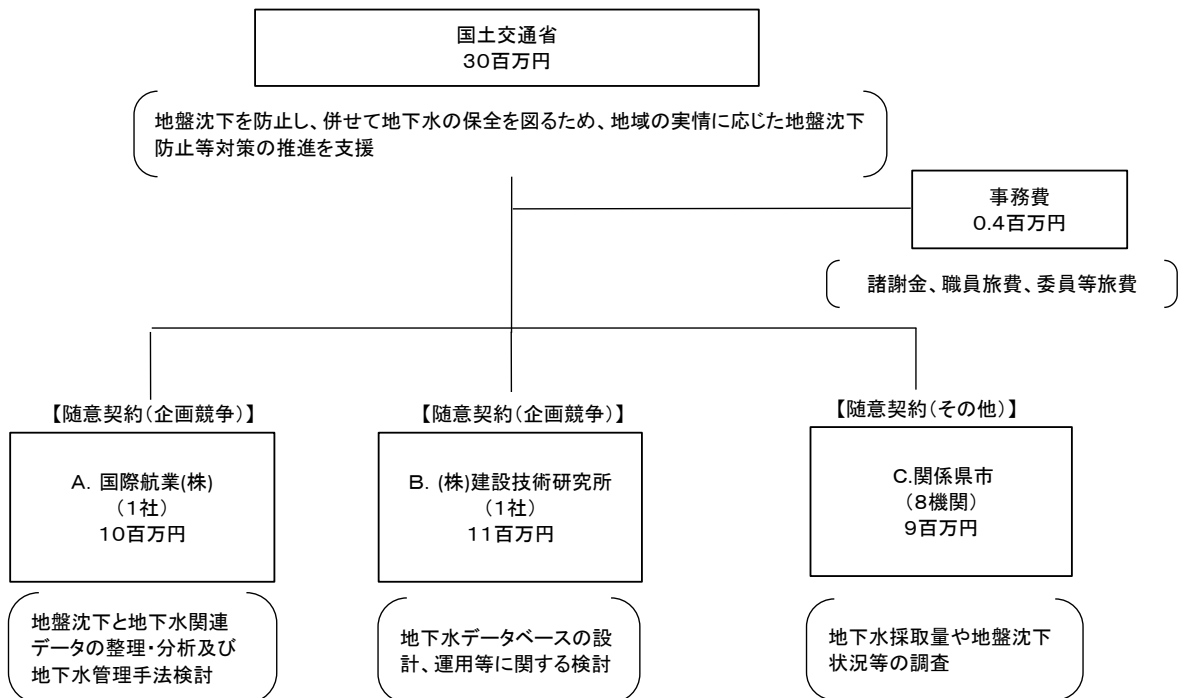 国土交通省
30百万円
地盤沈下を防止し、併せて地下水の保全を図るため、地域の実情に応じた地盤沈下
防止等対策の推進を支援
事務費
0.4百万円
諸謝金、職員旅費、委員等旅費
【随意契約(企画競争)】
A. 国際航業(株)
(1社)
10百万円
地盤沈下と地下水関連
データの整理・分析及び
地下水管理手法検討
【随意契約(企画競争)】
B. (株)建設技術研究所
(1社)
11百万円
地下水データベースの設
計、運用等に関する検討
【随意契約(その他)】
C.関係県市
(8機関)
9百万円
地下水採取量や地盤沈下
状況等の調査